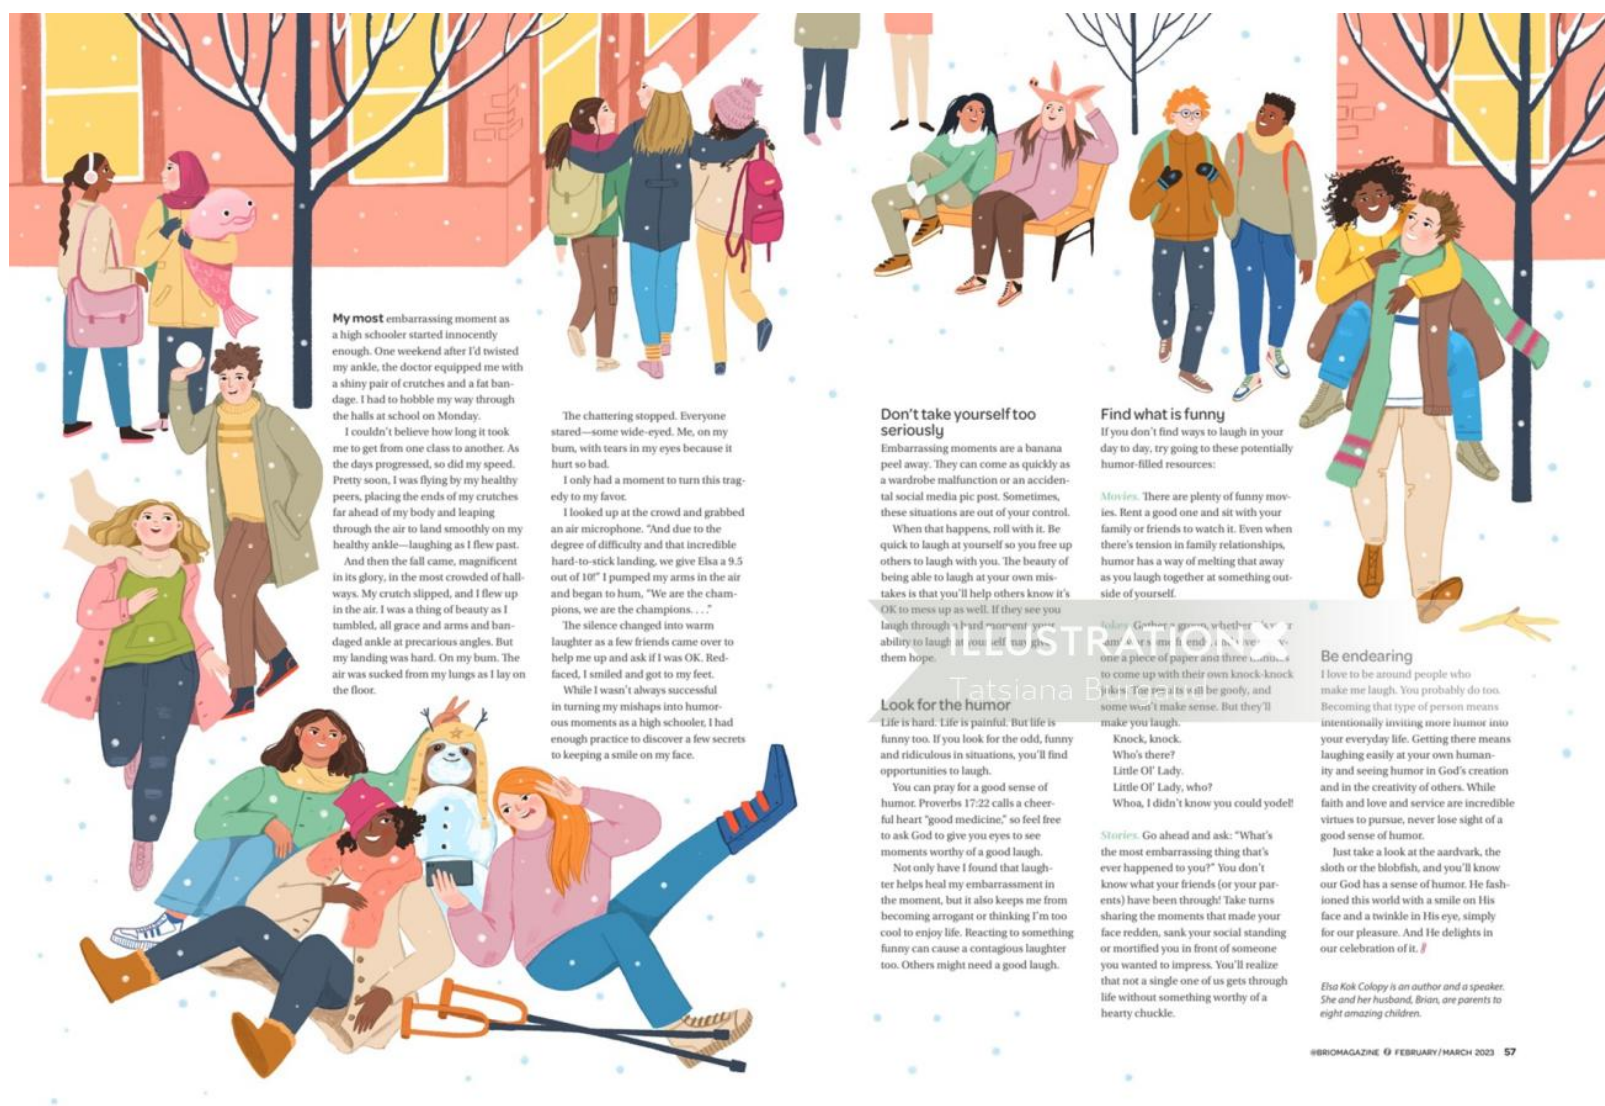 My most embarrassing moment as
a high schooler started innocently
enough. One weekend after I'd twisted
my ankle, the doctor equipped me with
a shiny pair of crutches and a fat ban-
dage. I had to hobble my way through
the halls at school on Monday.
I couldn't believe how long it took
me to get from one class to another. As
the days progressed, so did my speed.
Pretty soon, I was flying by my healthy
peers, placing the ends of my crutches
far ahead of my body and leaping
through the air to land smoothly on my
healthy ankle—laughing as I flew past.
And then the fall came, magnificent
in its glory, in the most crowded of hall-
ways. My crutch slipped, and I flew up
in the air. I was a thing of beauty as I
tumbled, all grace and arms and ban-
daged ankle at precarious angles. But
my landing was hard. On my bum. The
air was sucked from my lungs as I lay on
the floor.
The chattering stopped. Everyone
stared—some wide-eyed. Me, on my
bum, with tears in my eyes because it
hurt so bad.
I only had a moment to turn this trag-
edy to my favor.
I looked up at the crowd and grabbed
an air microphone. "And due to the
degree of difficulty and that incredible
hard-to-stick landing, we give Elsa a 9.5
out of 10!" I pumped my arms in the air
and began to hum, "We are the cham-
pions, we are the champions. . . ."
The silence changed into warm
laughter as a few friends came over to
help me up and ask if I was OK. Red-
faced, I smiled and got to my feet.
While I wasn't always successful
in turning my mishaps into humor-
ous moments as a high schooler, I had
enough practice to discover a few secrets
to keeping a smile on my face.
Don't take yourself too
seriously
Embarrassing moments are a banana
peel away. They can come as quickly as
a wardrobe malfunction or an acciden-
tal social media pic post. Sometimes,
these situations are out of your control.
When that happens, roll with it. Be
quick to laugh at yourself so you free up
others to laugh with you. The beauty of
being able to laugh at your own mis-
takes is that you'll help others know it's
OK to mess up as well. If they see you
laugh through a hard moment, your
ability to laugh at yourself may give
them hope.
Look for the humor
Life is hard. Life is painful. But life is
funny too. If you look for the odd, funny
and ridiculous in situations, you'll find
opportunities to laugh.
You can pray for a good sense of
humor. Proverbs 17:22 calls a cheer-
ful heart "good medicine," so feel free
to ask God to give you eyes to see
moments worthy of a good laugh.
Not only have I found that laugh-
ter helps heal my embarrassment in
the moment, but it also keeps me from
becoming arrogant or thinking I'm too
cool to enjoy life. Reacting to something
funny can cause a contagious laughter
too. Others might need a good laugh.
Find what is funny
If you don't find ways to laugh in your
day to day, try going to these potentially
humor-filled resources:
Movies. There are plenty of funny mov-
ies. Rent a good one and sit with your
family or friends to watch it. Even when
there's tension in family relationships,
humor has a way of melting that away
as you laugh together at something out-
side of yourself.
Jokes. Gather a group, whether
one a piece of paper and three
to come up with their own knock-knock
be goofy, and
some won't make sense. But they'll
make you laugh.
Knock, knock.
Who's there?
Little Ol' Lady.
Little Ol' Lady, who?
Whoa, I didn't know you could yodel!
Stories. Go ahead and ask: "What's
the most embarrassing thing that's
ever happened to you?" You don't
know what your friends (or your par-
ents) have been through! Take turns
sharing the moments that made your
face redden, sank your social standing
or mortified you in front of someone
you wanted to impress. You'll realize
that not a single one of us gets through
life without something worthy of a
hearty chuckle.
Be endearing
I love to be around people who
make me laugh. You probably do too.
Becoming that type of person means
intentionally inviting more humor into
your everyday life. Getting there means
laughing easily at your own human-
ity and seeing humor in God's creation
and in the creativity of others. While
faith and love and service are incredible
virtues to pursue, never lose sight of a
good sense of humor.
Just take a look at the aardvark, the
sloth or the blobfish, and you'll know
our God has a sense of humor. He fash-
ioned this world with a smile on His
face and a twinkle in His eye, simply
for our pleasure. And He delights in
our celebration of it.
Elsa Kok Colopy is an author and a speaker.
She and her husband, Brian, are parents to
eight amazing children.
@BRIOMAGAZINE FEBRUARY/MARCH 2023 57
ILLUSTRATION X
Tatsiana Burgaud